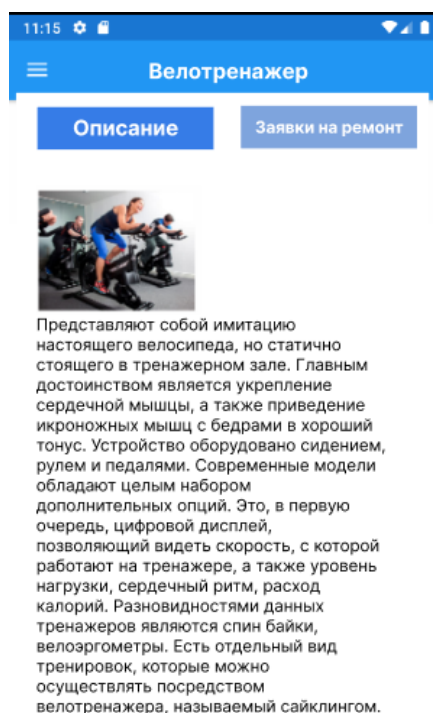 11:15
Велотренажер
Описание
Заявки на ремонт
Представляют собой имитацию
настоящего велосипеда, но статично
стоящего в тренажерном зале. Главным
достоинством является укрепление
сердечной мышцы, а также приведение
икроножных мышц с бедрами в хороший
тонус. Устройство оборудовано сидением,
рулем и педалями. Современные модели
обладают целым набором
дополнительных опций. Это, в первую
очередь, цифровой дисплей,
позволяющий видеть скорость, с которой
работают на тренажере, а также уровень
нагрузки, сердечный ритм, расход
калорий. Разновидностями данных
тренажеров являются спин байки,
велоэргометры. Есть отдельный вид
тренировок, которые можно
осуществлять посредством
велотренажера, называемый сайклингом.